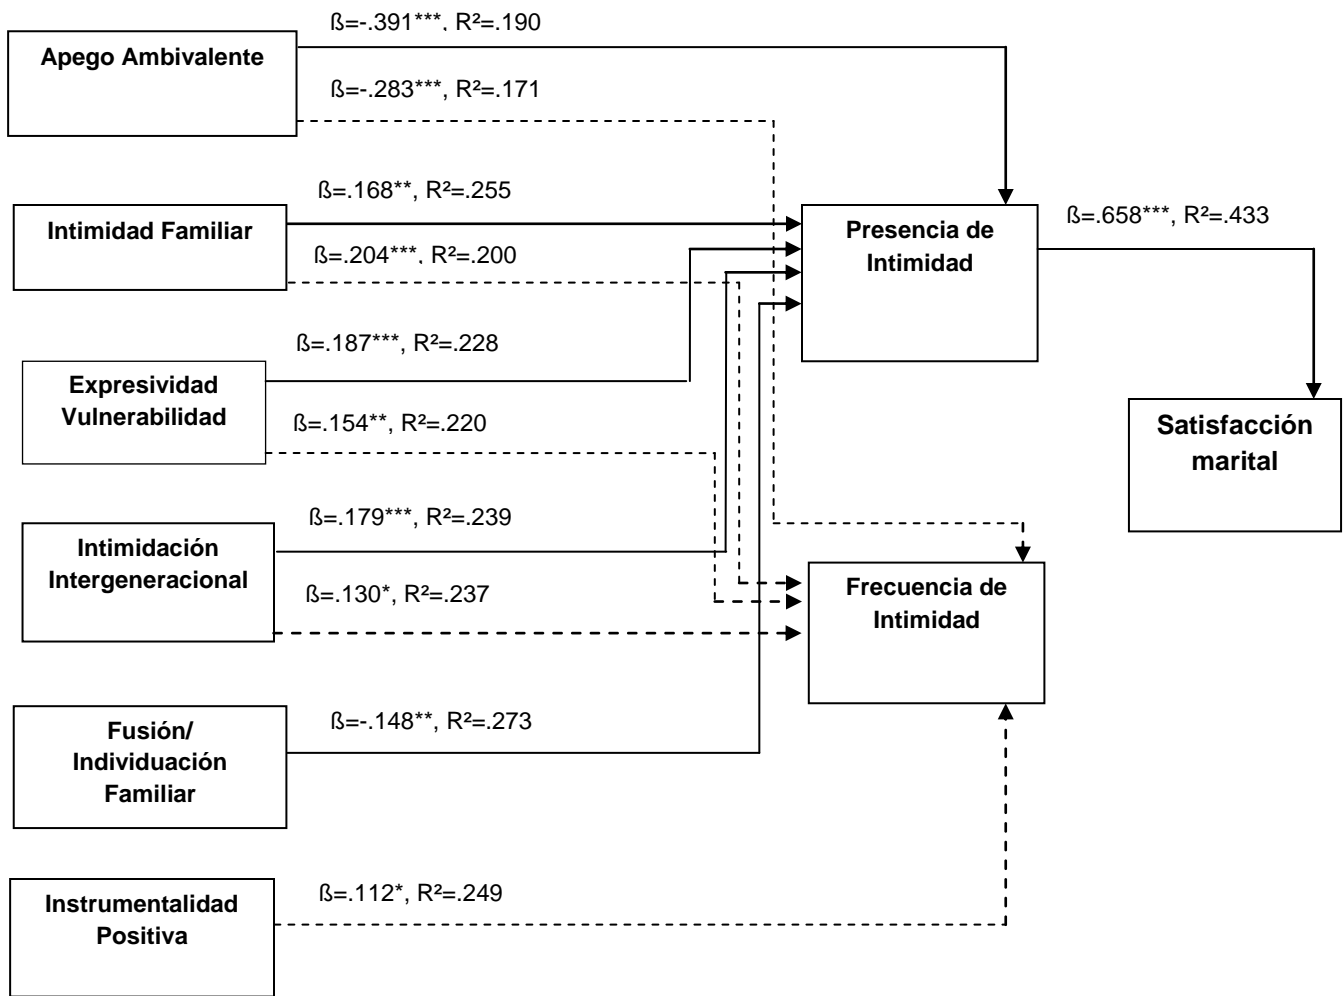 ß=-.391***, R²=.190
Apego Ambivalente
ß=-.283***, R²=.171
ß=.168**, R²=.255
Intimidad Familiar
ß=.204***, R²=.200
Presencia de
Intimidad
ß=.658***, R²=.433
ß=.187***, R²=.228
Expresividad
Vulnerabilidad
ß=.154**, R²=.220
Satisfacción
marital
ß=.179***, R²=.239
Intimidación
Intergeneracional
ß=.130*, R²=.237
Frecuencia de
Intimidad
ß=-.148**, R²=.273
Fusión/
Individuación
Familiar
ß=.112*, R²=.249
Instrumentalidad
Positiva